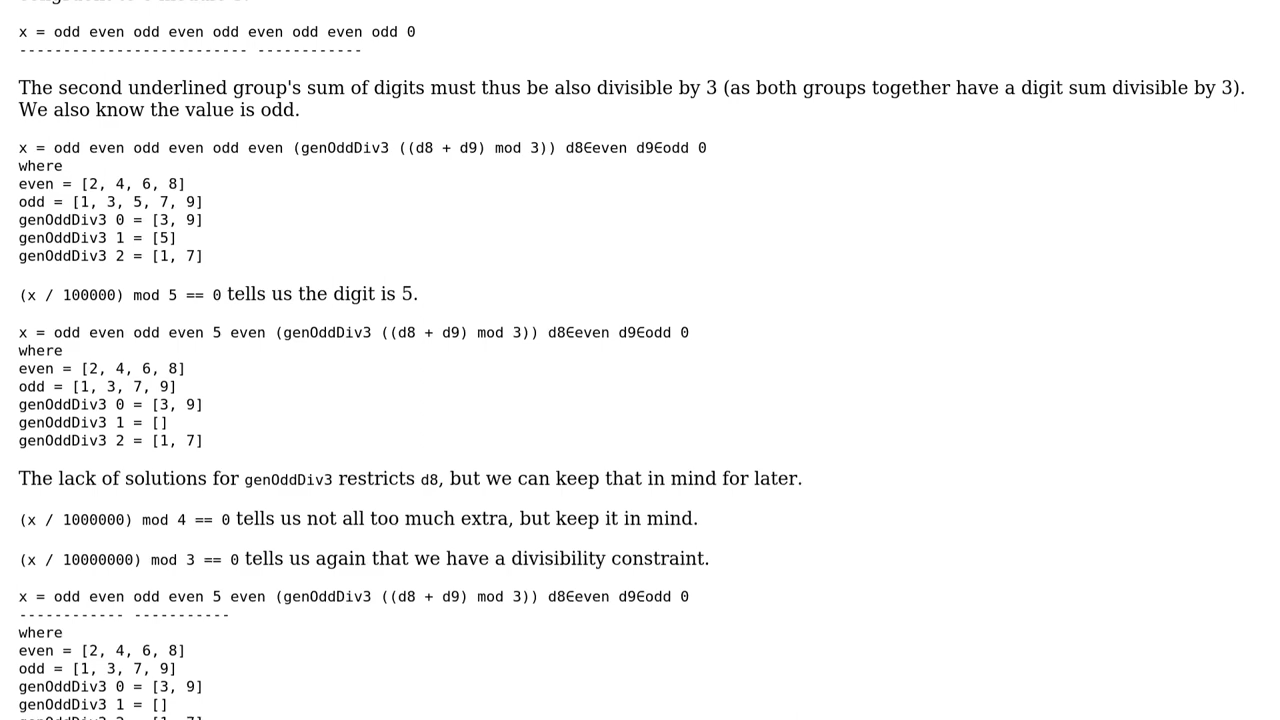 x = odd even odd even odd even odd even odd 0
-------------------------- ------------
The second underlined group's sum of digits must thus be also divisible by 3 (as both groups together have a digit sum divisible by 3).
We also know the value is odd.
x = odd even odd even odd even (genOddDiv3 ((d8 + d9) mod 3)) d8∈even d9∈odd 0
where
even = [2, 4, 6, 8]
odd = [1, 3, 5, 7, 9]
genOddDiv3 0 = [3, 9]
genOddDiv3 1 = [5]
genOddDiv3 2 = [1, 7]
(x / 100000) mod 5 == 0 tells us the digit is 5.
x = odd even odd even 5 even (genOddDiv3 ((d8 + d9) mod 3)) d8∈even d9∈odd 0
where
even = [2, 4, 6, 8]
odd = [1, 3, 7, 9]
genOddDiv3 0 = [3, 9]
genOddDiv3 1 = []
genOddDiv3 2 = [1, 7]
The lack of solutions for genOddDiv3 restricts d8, but we can keep that in mind for later.
(x / 1000000) mod 4 == 0 tells us not all too much extra, but keep it in mind.
(x / 10000000) mod 3 == 0 tells us again that we have a divisibility constraint.
x = odd even odd even 5 even (genOddDiv3 ((d8 + d9) mod 3)) d8∈even d9∈odd 0
------------ -----------
where
even = [2, 4, 6, 8]
odd = [1, 3, 7, 9]
genOddDiv3 0 = [3, 9]
genOddDiv3 1 = []